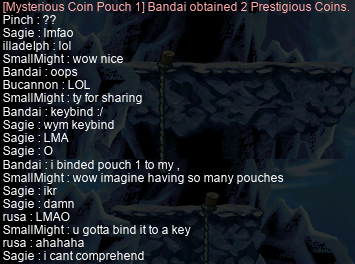 [Mysterious Coin Pouch 1] Bandai obtained 2 Prestigious Coins.
Pinch : ??
Sagie : lmfao
illadelph : lol
SmallMight : wow nice
Bandai : oops
Bucannon : LOL
SmallMight : ty for sharing
Bandai : keybind :/
Sagie : wym keybind
Sagie : LMA
Sagie : O
Bandai : i binded pouch 1 to my ,
SmallMight : wow imagine having so many pouches
Sagie : ikr
Sagie : damn
rusa : LMAO
SmallMight : u gotta bind it to a key
rusa : ahahaha
Sagie : i cant comprehend